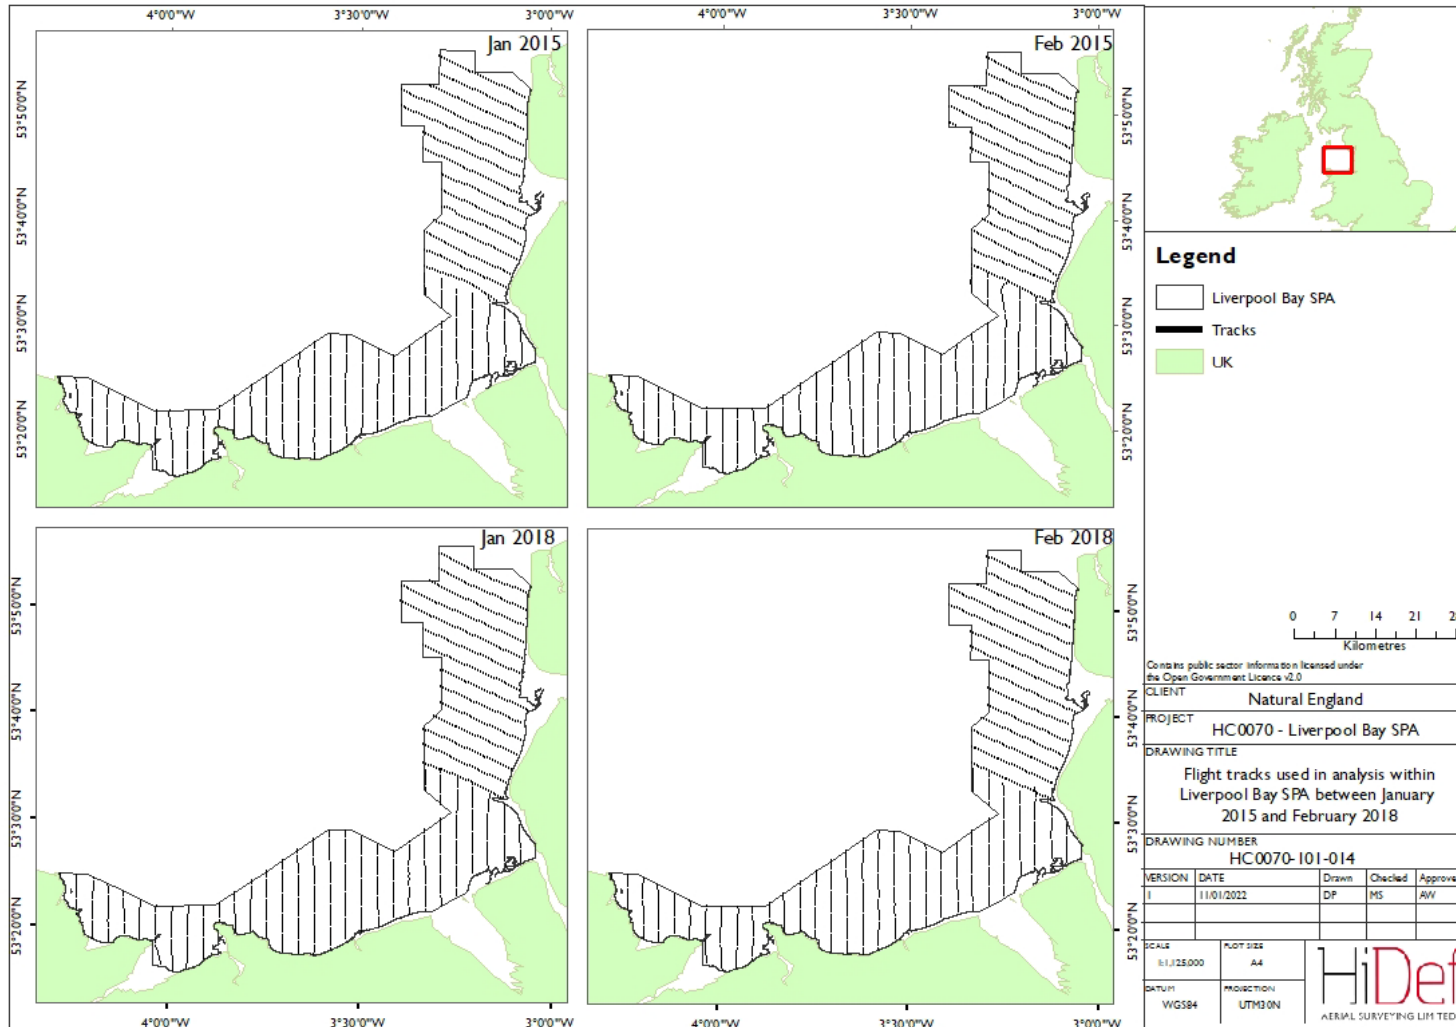 4°0'0"W 3°30'0"W 3°0'0"W 4°0'0"W 3°30'0"W 3°0'0"W
Jan 2015
Feb 2015
53°50'0"N
53°40'0"N
53°30'0"N
53°20'0"N
53°50'0"N
53°40'0"N
53°30'0"N
53°20'0"N
Jan 2018
Feb 2018
53°50'0"N
53°40'0"N
53°30'0"N
53°20'0"N
53°50'0"N
53°40'0"N
53°30'0"N
53°20'0"N
4°0'0"W 3°30'0"W 3°0'0"W 4°0'0"W 3°30'0"W 3°0'0"W
Legend
Liverpool Bay SPA
Tracks
UK
0 7 14 21
Kilometres
Contains public sector information licensed under
the Open Government Licence v2.0
CLIENT
Natural England
PROJECT
HC0070 - Liverpool Bay SPA
DRAWING TITLE
Flight tracks used in analysis within
Liverpool Bay SPA between January
2015 and February 2018
DRAWING NUMBER
HC0070-101-014
VERSION DATE Drawn Checked Approve
1 11/01/2022 DP MS AW
SCALE PLOT SIZE
1:1,125,000 A4
DATUM PROJECTION
WGS84 UTM30N
HiDef
AERIAL SURVEYING LIMITED